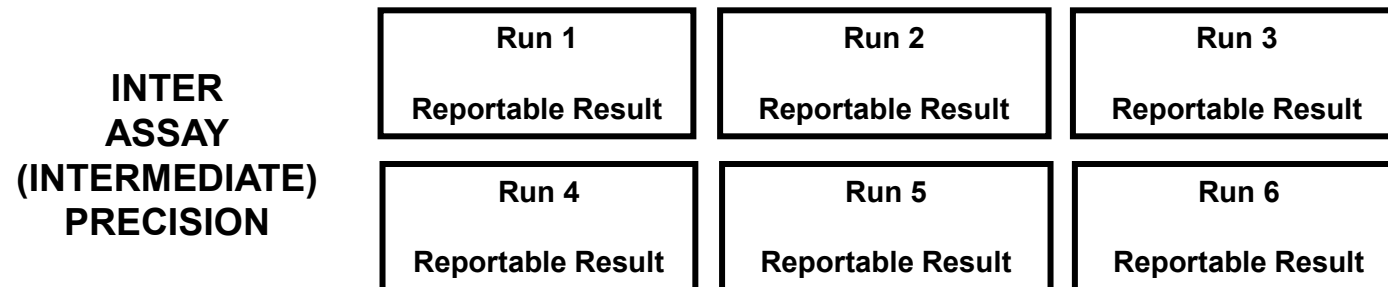 INTER
ASSAY
(INTERMEDIATE)
PRECISION
Run 1
Reportable Result
Run 2
Reportable Result
Run 3
Reportable Result
Run 4
Reportable Result
Run 5
Reportable Result
Run 6
Reportable Result